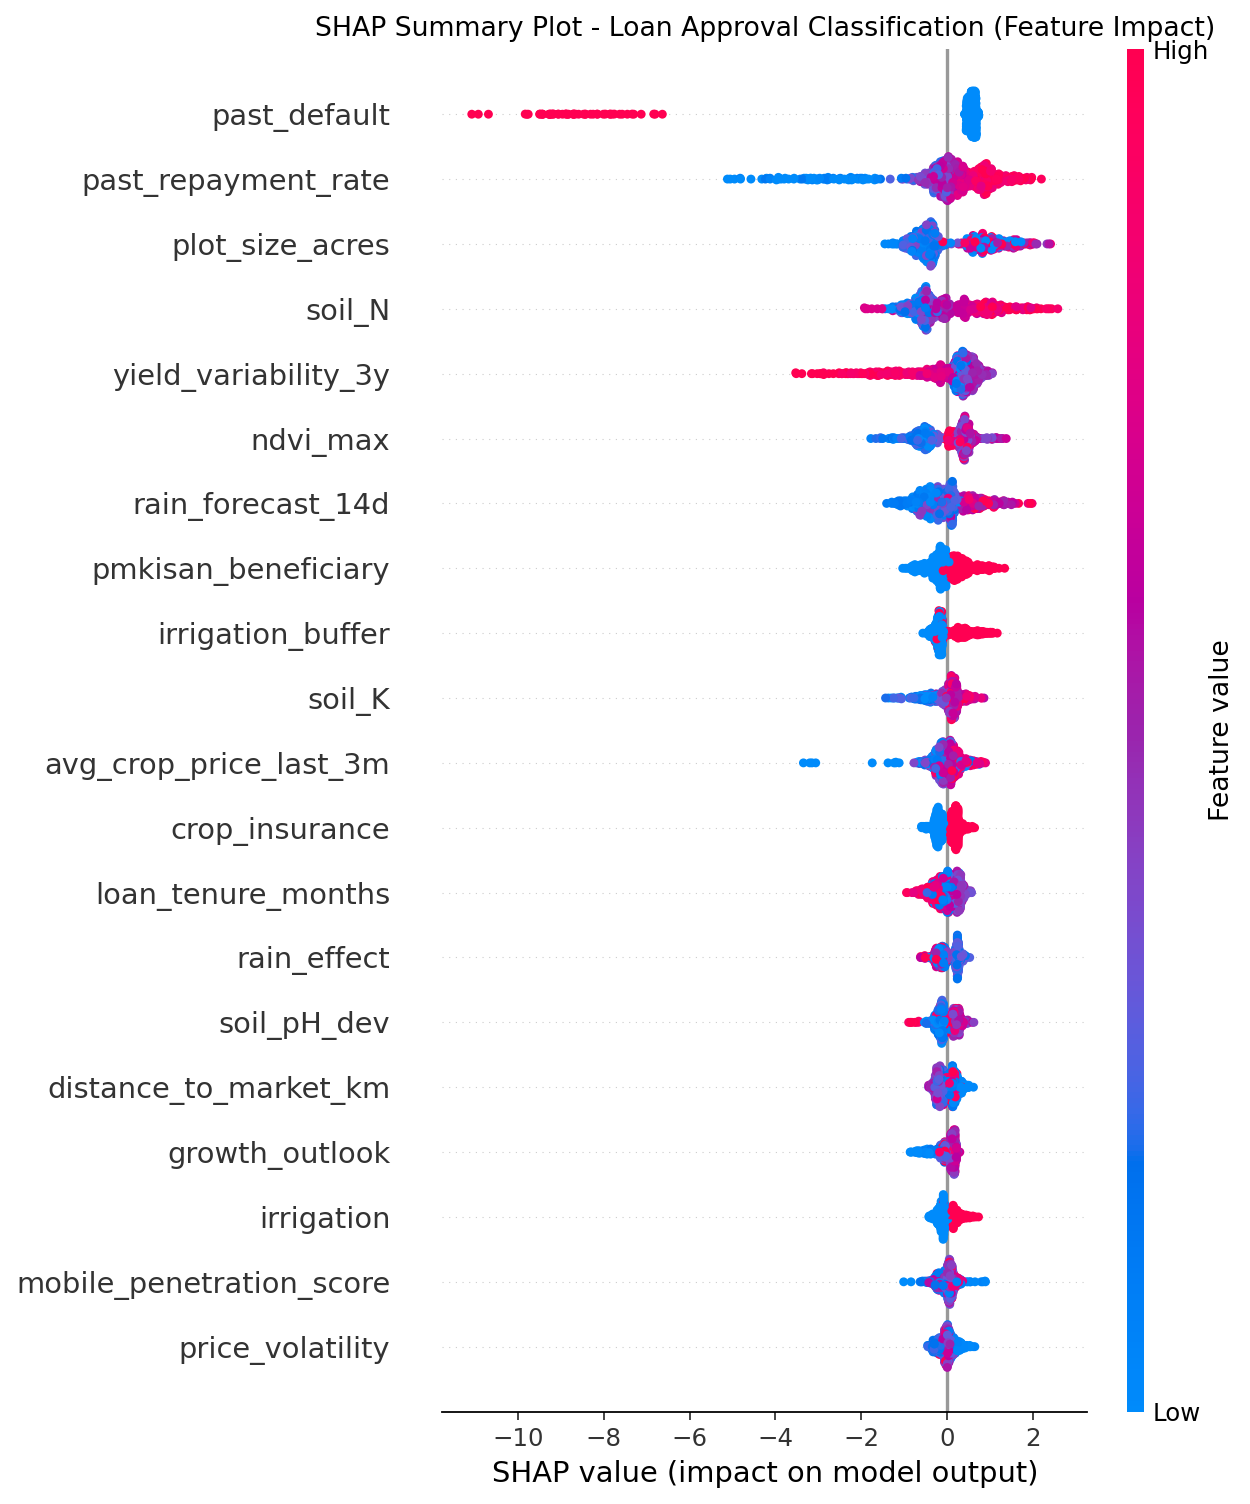 SHAP Summary Plot - Loan Approval Classification (Feature Impact)
High
past_default
past_repayment_rate
plot_size_acres
soil_N
yield_variability_3y
ndvi_max
rain_forecast_14d
pmkisan_beneficiary
irrigation_buffer
soil_K
avg_crop_price_last_3m
crop_insurance
loan_tenure_months
rain_effect
soil_pH_dev
distance_to_market_km
growth_outlook
irrigation
mobile_penetration_score
price_volatility
Feature value
Low
−10 −8 −6 −4 −2 0 2
SHAP value (impact on model output)